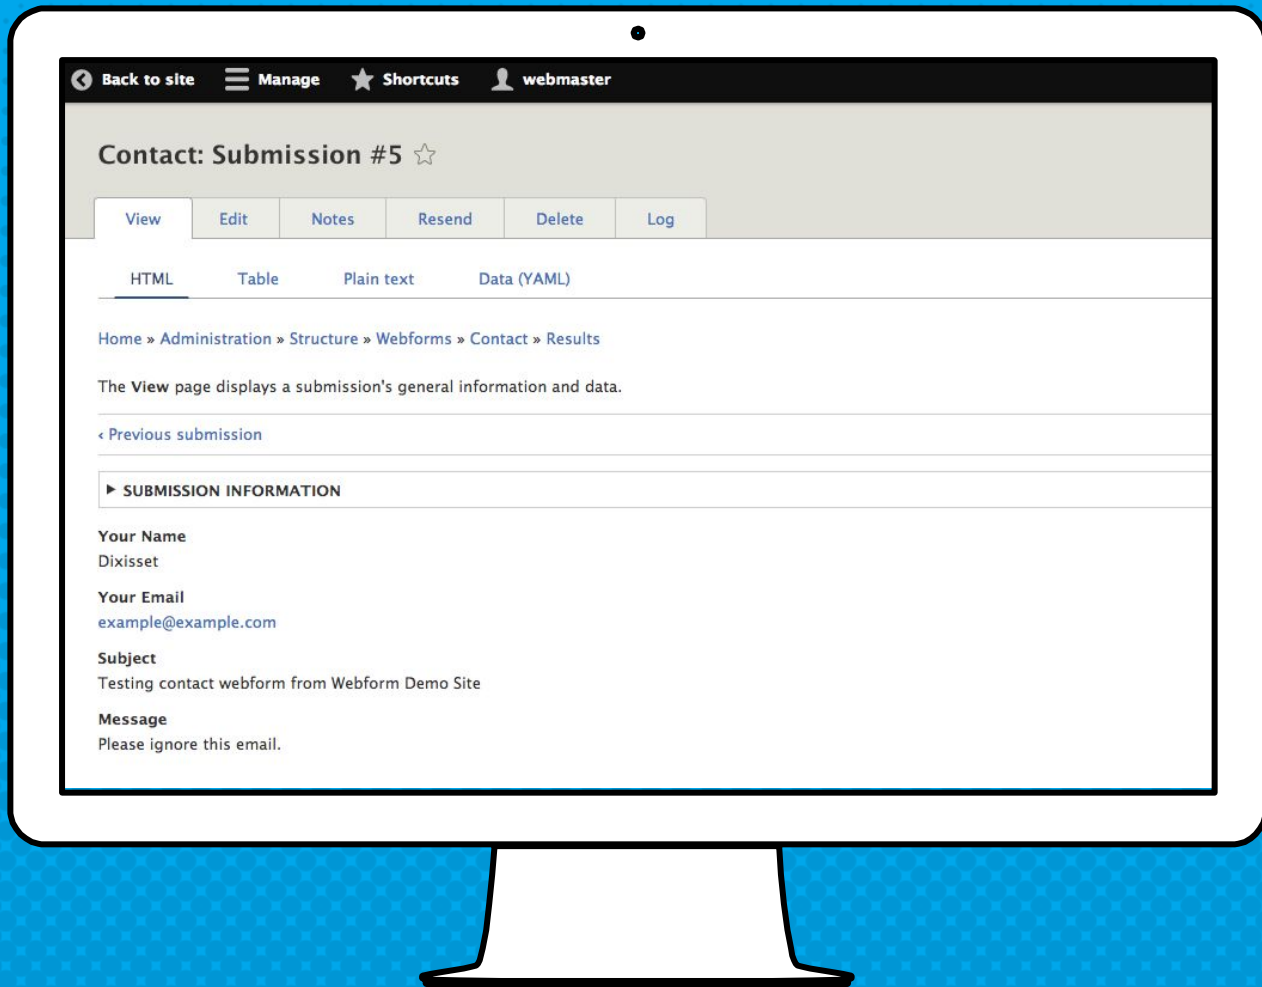 Back to site Manage Shortcuts webmaster
Contact: Submission #5
View Edit Notes Resend Delete Log
HTML Table Plain text Data (YAML)
Home » Administration » Structure » Webforms » Contact » Results
The View page displays a submission's general information and data.
‹ Previous submission
SUBMISSION INFORMATION
Your Name
Dixisset
Your Email
example@example.com
Subject
Testing contact webform from Webform Demo Site
Message
Please ignore this email.